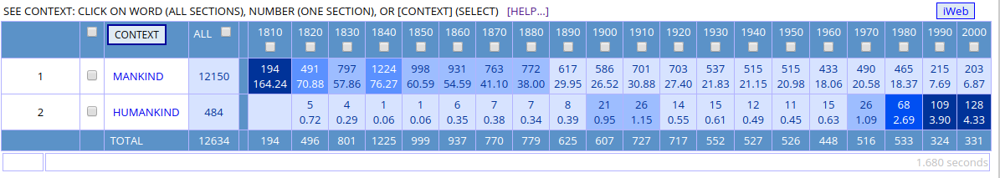 SEE CONTEXT: CLICK ON WORD (ALL SECTIONS), NUMBER (ONE SECTION), OR [CONTEXT] (SELECT) [HELP...] iWeb
CONTEXT ALL 1810 1820 1830 1840 1850 1860 1870 1880 1890 1900 1910 1920 1930 1940 1950 1960 1970 1980 1990 2000
1 MANKIND 12150 194 491 797 1224 998 931 763 772 617 586 701 703 537 515 515 433 490 465 215 203
164.24 70.88 57.86 76.27 60.59 54.59 41.10 38.00 29.95 26.52 30.88 27.40 21.83 21.15 20.98 18.06 20.58 18.37 7.69 6.87
2 HUMANKIND 484 5 4 1 1 6 7 7 8 21 26 14 15 12 11 15 26 68 109 128
0.72 0.29 0.06 0.06 0.35 0.38 0.34 0.39 0.95 1.15 0.55 0.61 0.49 0.45 0.63 1.09 2.69 3.90 4.33
TOTAL 12634 194 496 801 1225 999 937 770 779 625 607 727 717 552 527 526 448 516 533 324 331
1.680 seconds